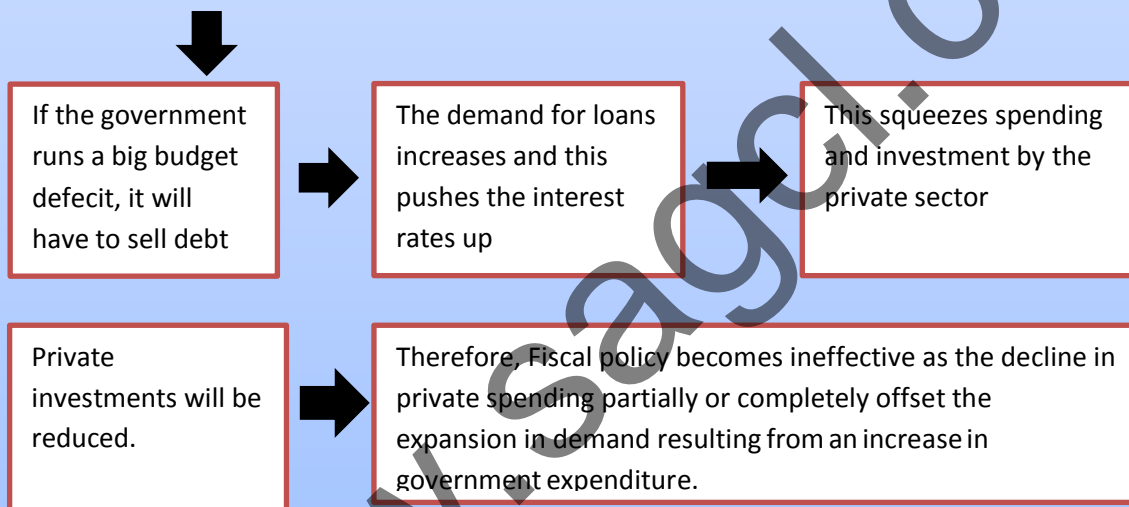 If the government
runs a big budget
defecit, it will
have to sell debt
The demand for loans
increases and this
pushes the interest
rates up
This squeezes spending
and investment by the
private sector
Private
investments will be
reduced.
Therefore, Fiscal policy becomes ineffective as the decline in
private spending partially or completely offset the
expansion in demand resulting from an increase in
government expenditure.